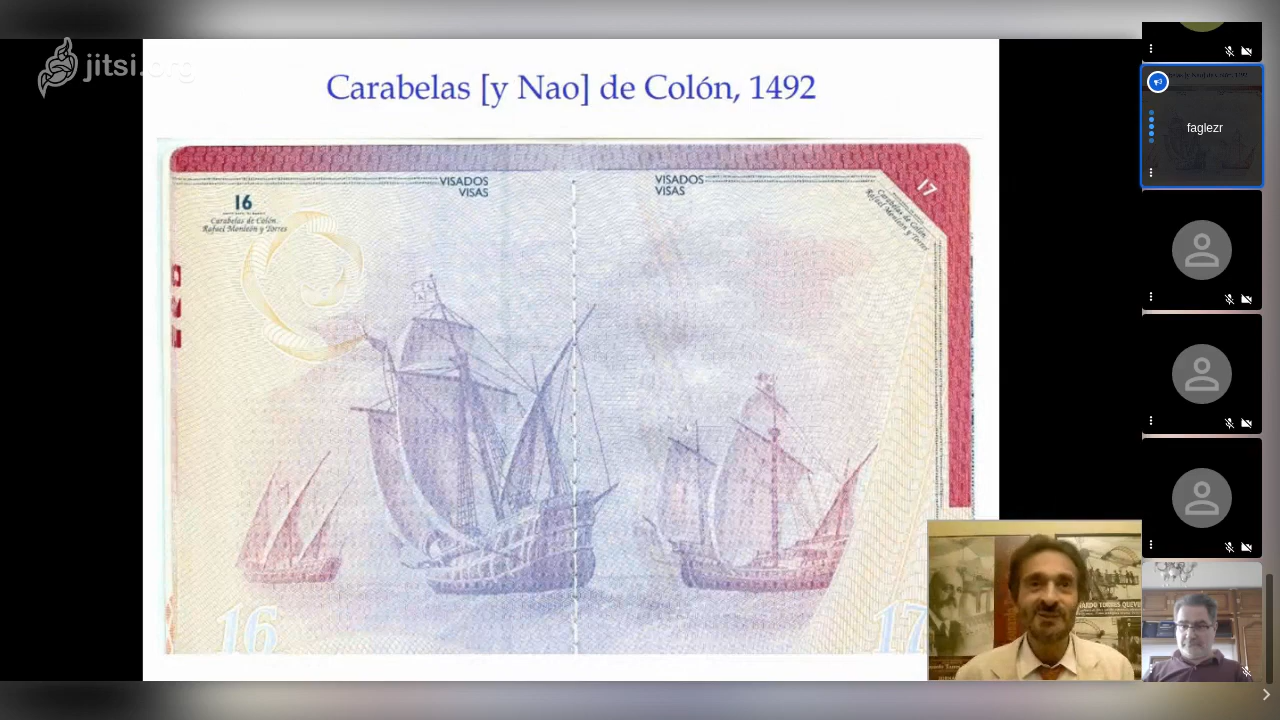 jitsi.org
Carabelas [y Nao] de Colón, 1492
VISADOS
VISAS
VISADOS
VISAS
16
Carabelas de Colón.
Rafael Monleón y Torres
17
Carabelas de Colón.
Rafael Monleón y Torres
16
17
faglezr